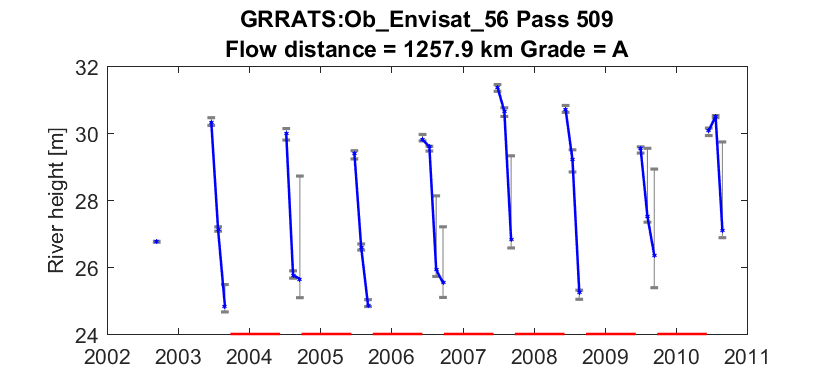 GRRATS:Ob_Envisat_56 Pass 509
Flow distance = 1257.9 km Grade = A
River height [m]
32
30
28
26
24
2002 2003 2004 2005 2006 2007 2008 2009 2010 2011